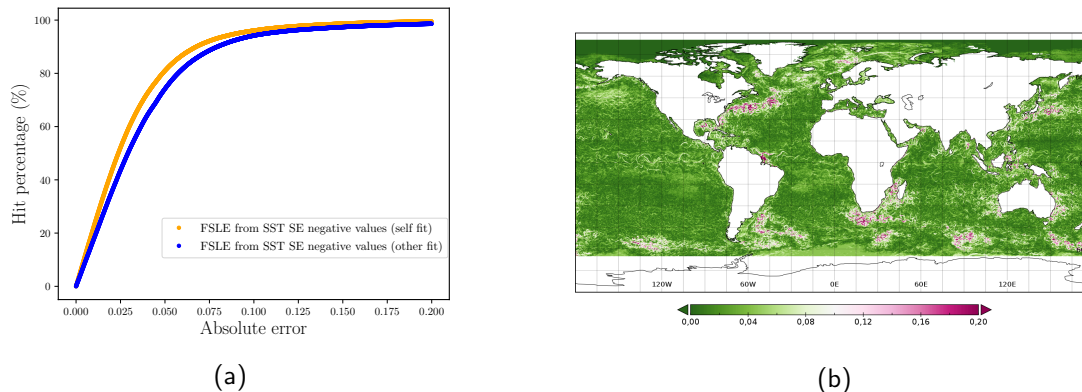 100
80
60
40
20
0
Hit percentage (%)
FSLE from SST SE negative values (self fit)
FSLE from SST SE negative values (other fit)
0.000 0.025 0.050 0.075 0.100 0.125 0.150 0.175 0.200
Absolute error
(a)
120W 60W 0E 60E 120E
0,00 0,04 0,08 0,12 0,16 0,20
(b)